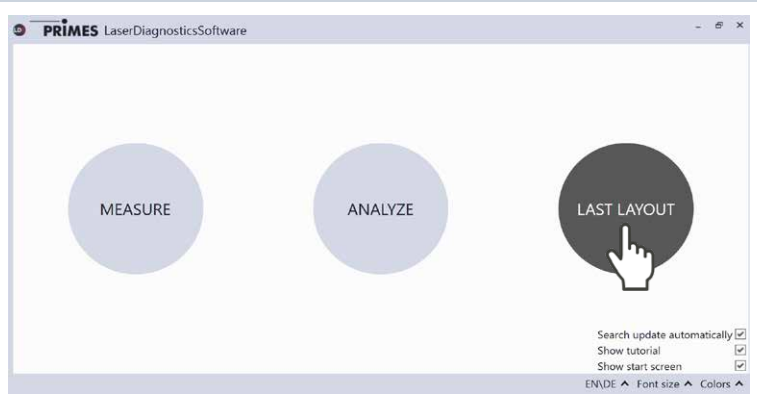 LD PRIMES LaserDiagnosticsSoftware
MEASURE
ANALYZE
LAST LAYOUT
Search update automatically
Show tutorial
Show start screen
EN\DE Font size Colors